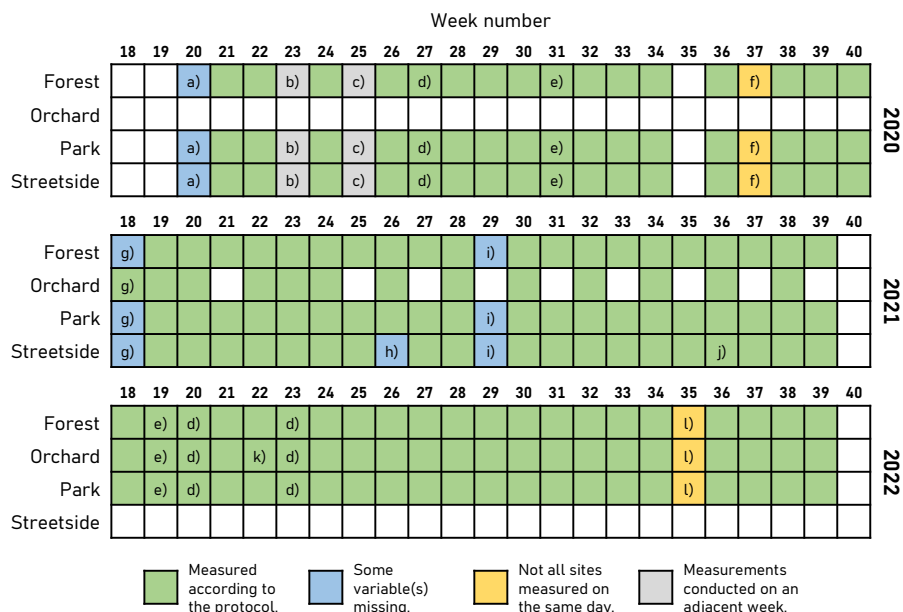 Week number
18 19 20 21 22 23 24 25 26 27 28 29 30 31 32 33 34 35 36 37 38 39 40
Forest a) b) c) d) e) f)
Orchard
Park a) b) c) d) e) f)
Streetside a) b) c) d) e) f)
2020
18 19 20 21 22 23 24 25 26 27 28 29 30 31 32 33 34 35 36 37 38 39 40
Forest g) i)
Orchard g)
Park g) i)
Streetside g) h) i) j)
2021
18 19 20 21 22 23 24 25 26 27 28 29 30 31 32 33 34 35 36 37 38 39 40
Forest e) d) d) l)
Orchard e) d) k) d) l)
Park e) d) d) l)
Streetside
2022
Measured
according to
the protocol.
Some
variable(s)
missing.
Not all sites
measured on
the same day.
Measurements
conducted on an
adjacent week.